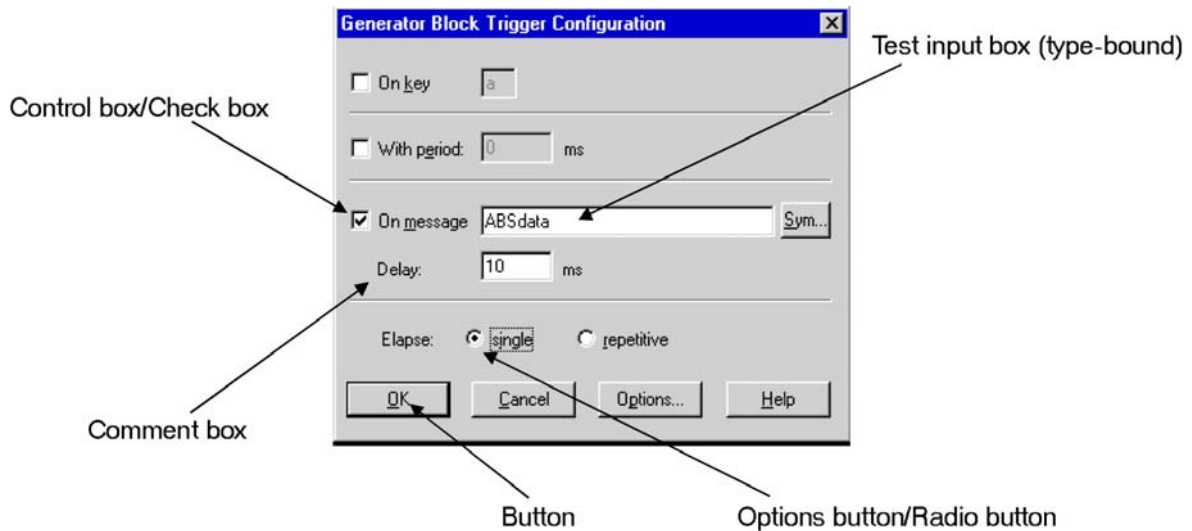 Generator Block Trigger Configuration
Test input box (type-bound)
On key a
Control box/Check box
With period: 0 ms
On message ABSdata Sym...
Delay: 10 ms
Elapse: single repetitive
OK Cancel Options... Help
Comment box
Button Options button/Radio button